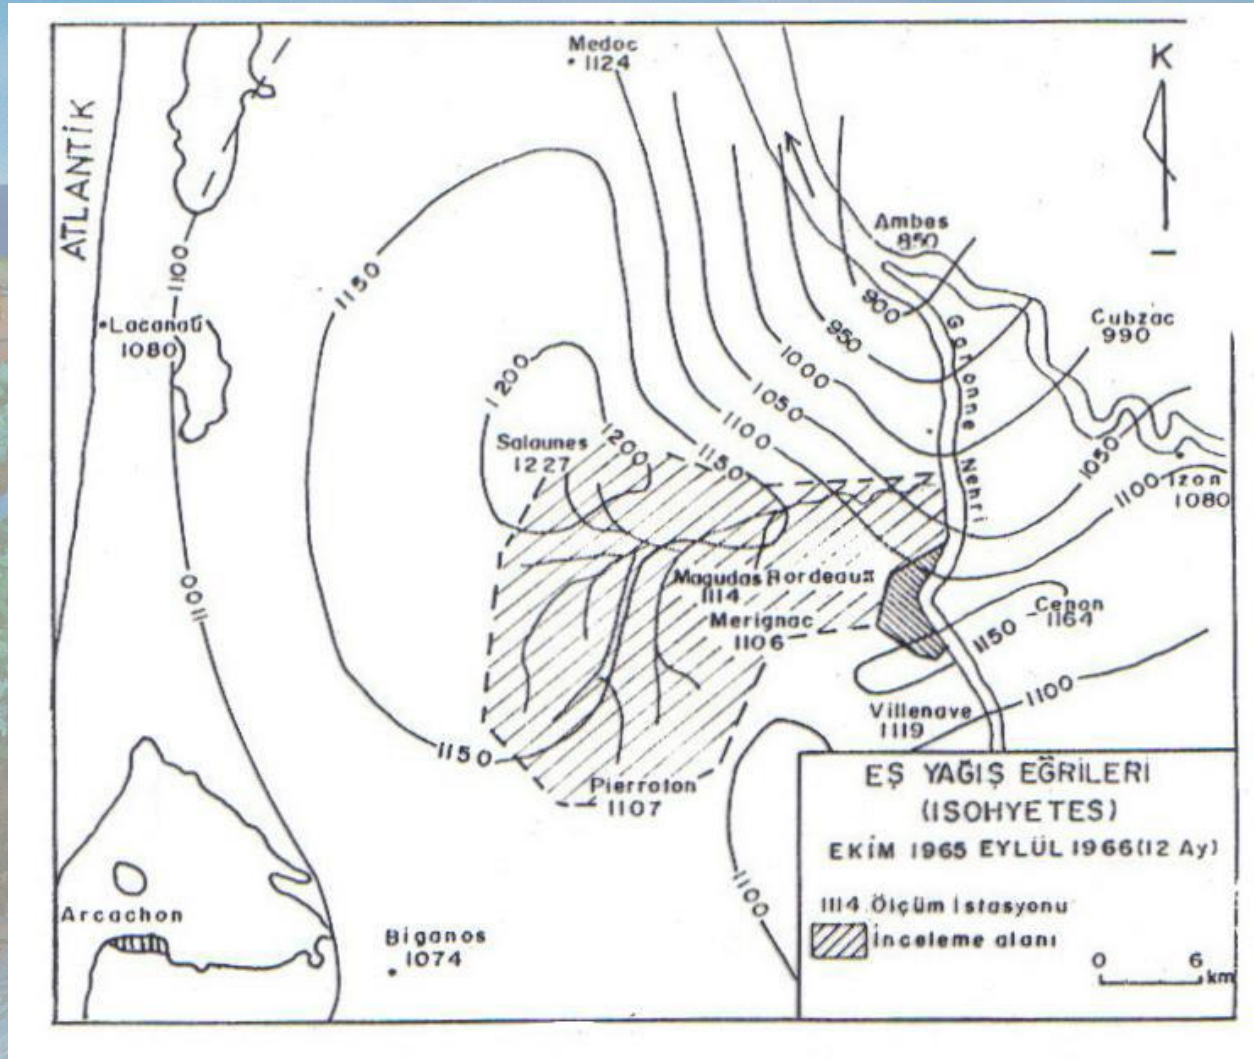 Medoc
1124
K
ATLANTİK
Ambes
850
1100
1150
Lacanau
1080
900
Cubzac
990
950
Garonne Nehri
1000
1200
1050
1100
1200
Salaunes
1227
1150
1050
1100
Izon
1080
Magudas
1114
Bordeaux
1100
Merignac
1106
Cenon
1164
1150
1100
Villenave
1119
1150
Pierroton
1107
1100
Arcachon
Biganos
1074
EŞ YAĞIŞ EĞRİLERİ
(ISOHYETES)
EKİM 1965 EYLÜL 1966(12 Ay)
1114 Ölçüm İstasyonu
İnceleme alanı
0 6
km